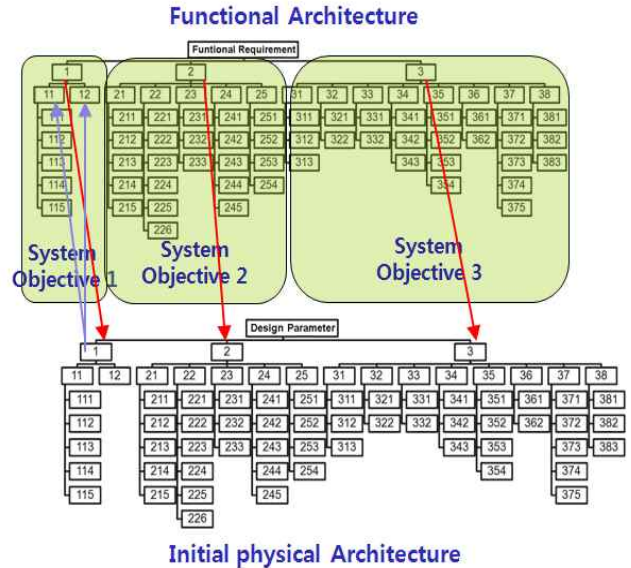 Functional Architecture
Funtional Requirement
1 2 3
11 12 21 22 23 24 25 31 32 33 34 35 36 37 38
111 211 221 231 241 251 311 321 331 341 351 361 371 381
112 212 222 232 242 252 312 322 332 342 352 362 372 382
113 213 223 233 243 253 313 343 353 373 383
114 214 224 244 254 354 374
115 215 225 245 375
226
System
Objective 1
System
Objective 2
System
Objective 3
Design Parameter
1 2 3
11 12 21 22 23 24 25 31 32 33 34 35 36 37 38
111 211 221 231 241 251 311 321 331 341 351 361 371 381
112 212 222 232 242 252 312 322 332 342 352 362 372 382
113 213 223 233 243 253 313 343 353 373 383
114 214 224 244 254 354 374
115 215 225 245 375
226
Initial physical Architecture